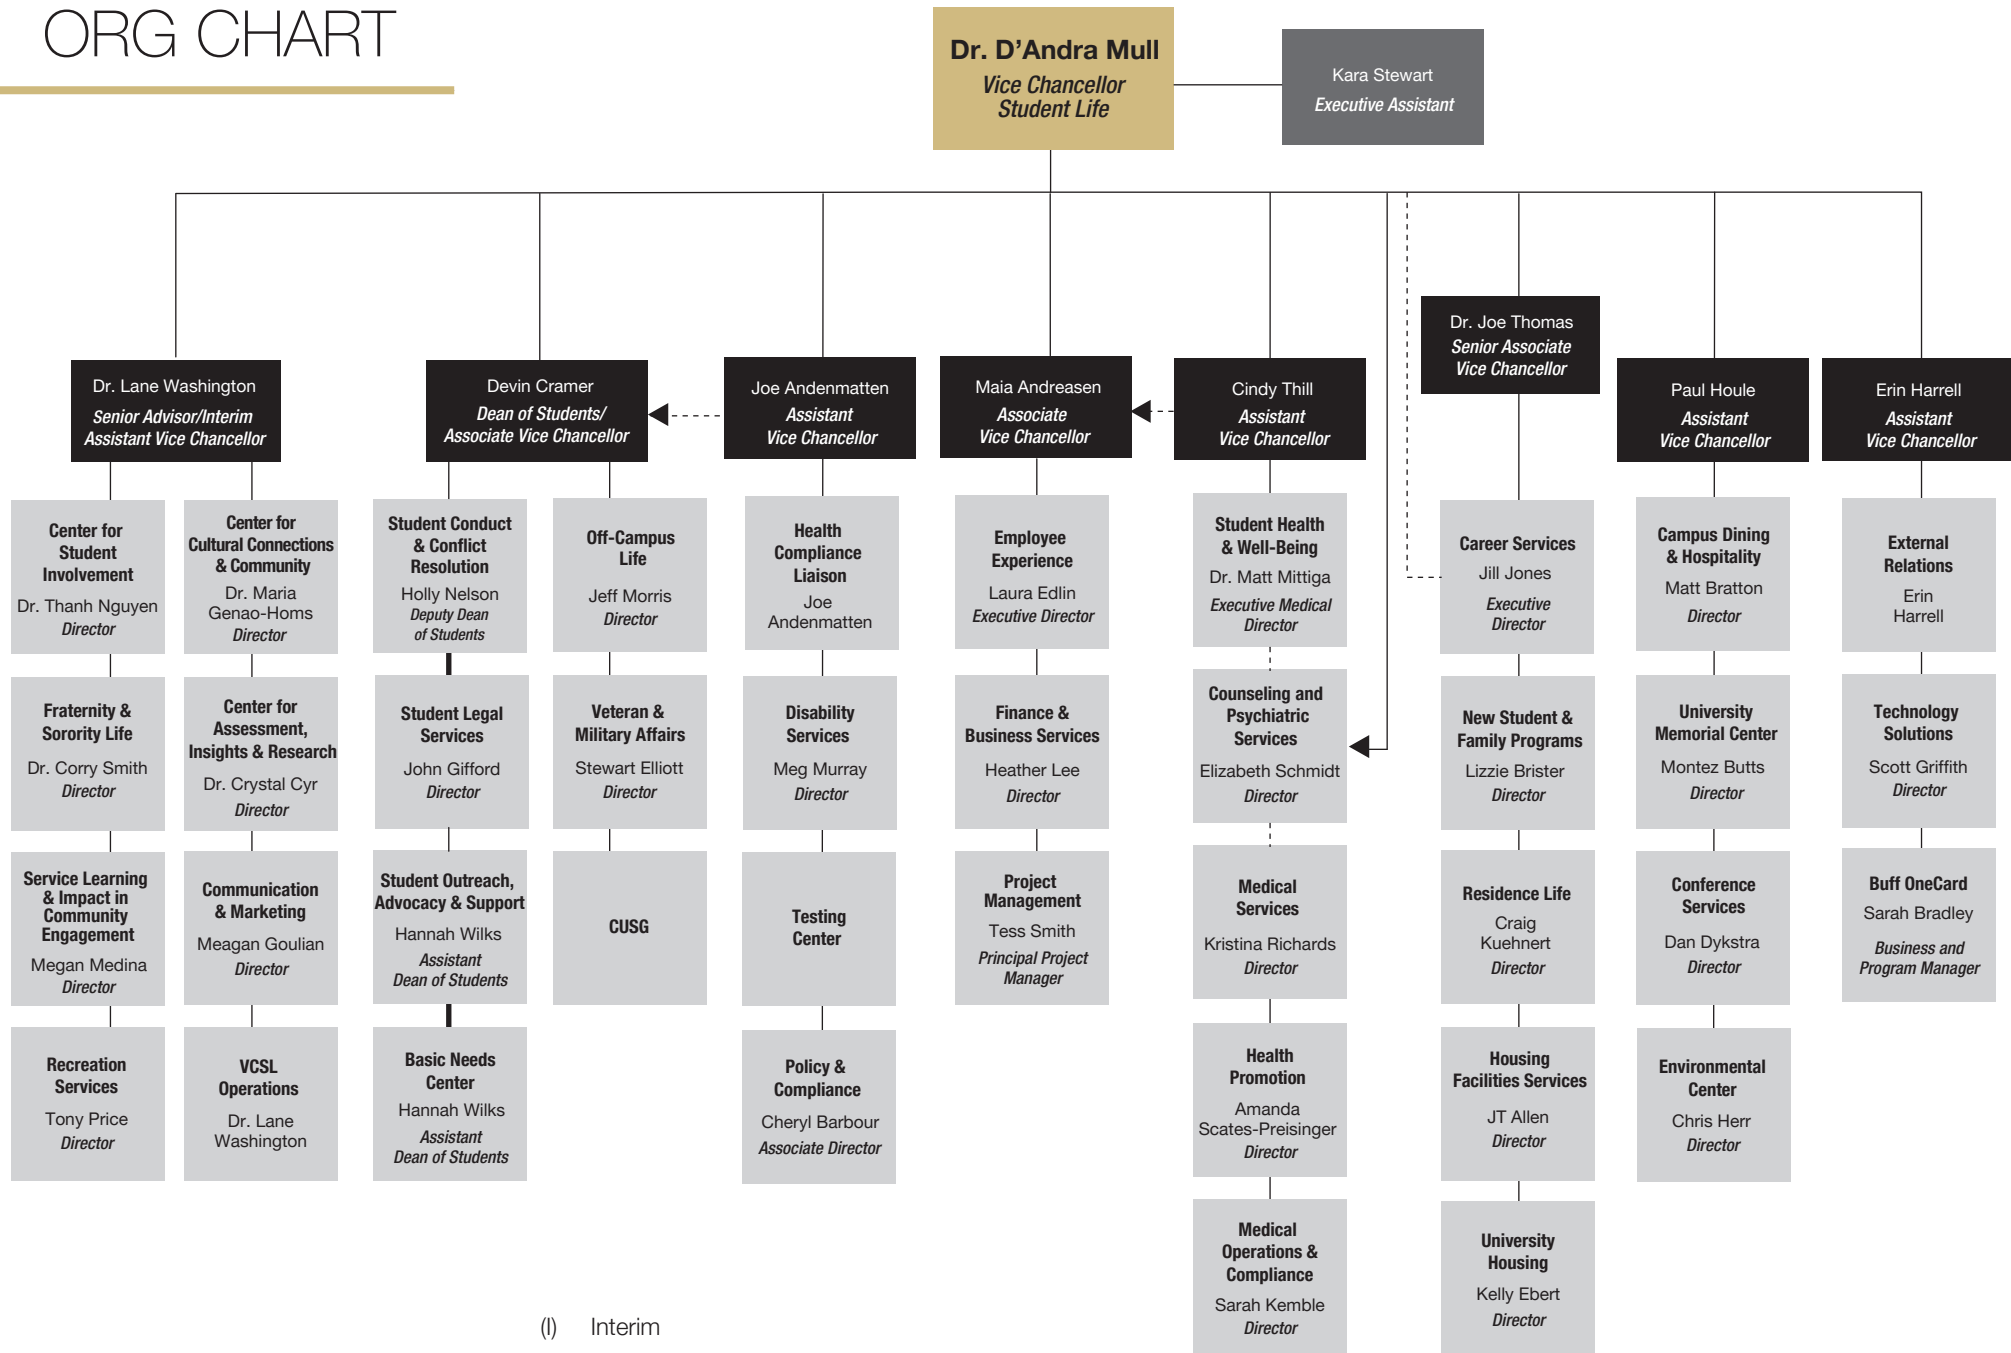 ORG CHART
Dr. D'Andra Mull
Vice Chancellor
Student Life
Kara Stewart
Executive Assistant
Dr. Lane Washington
Senior Advisor/Interim
Assistant Vice Chancellor
Devin Cramer
Dean of Students/
Associate Vice Chancellor
Joe Andenmatten
Assistant
Vice Chancellor
Maia Andreasen
Associate
Vice Chancellor
Cindy Thill
Assistant
Vice Chancellor
Dr. Joe Thomas
Senior Associate
Vice Chancellor
Paul Houle
Assistant
Vice Chancellor
Erin Harrell
Assistant
Vice Chancellor
Center for
Student
Involvement
Dr. Thanh Nguyen
Director
Center for
Cultural Connections
& Community
Dr. Maria
Genao-Homs
Director
Student Conduct
& Conflict
Resolution
Holly Nelson
Deputy Dean
of Students
Off-Campus
Life
Jeff Morris
Director
Health
Compliance
Liaison
Joe
Andenmatten
Employee
Experience
Laura Edlin
Executive Director
Student Health
& Well-Being
Dr. Matt Mittiga
Executive Medical
Director
Career Services
Jill Jones
Executive
Director
Campus Dining
& Hospitality
Matt Bratton
Director
External
Relations
Erin
Harrell
Fraternity &
Sorority Life
Dr. Corry Smith
Director
Center for
Assessment,
Insights & Research
Dr. Crystal Cyr
Director
Student Legal
Services
John Gifford
Director
Veteran &
Military Affairs
Stewart Elliott
Director
Disability
Services
Meg Murray
Director
Finance &
Business Services
Heather Lee
Director
Counseling and
Psychiatric
Services
Elizabeth Schmidt
Director
New Student &
Family Programs
Lizzie Brister
Director
University
Memorial Center
Montez Butts
Director
Technology
Solutions
Scott Griffith
Director
Service Learning
& Impact in
Community
Engagement
Megan Medina
Director
Communication
& Marketing
Meagan Goulian
Director
Student Outreach,
Advocacy & Support
Hannah Wilks
Assistant
Dean of Students
CUSG
Testing
Center
Project
Management
Tess Smith
Principal Project
Manager
Medical
Services
Kristina Richards
Director
Residence Life
Craig
Kuehnert
Director
Conference
Services
Dan Dykstra
Director
Buff OneCard
Sarah Bradley
Business and
Program Manager
Recreation
Services
Tony Price
Director
VCSL
Operations
Dr. Lane
Washington
Basic Needs
Center
Hannah Wilks
Assistant
Dean of Students
Policy &
Compliance
Cheryl Barbour
Associate Director
Health
Promotion
Amanda
Scates-Preisinger
Director
Housing
Facilities Services
JT Allen
Director
Environmental
Center
Chris Herr
Director
Medical
Operations &
Compliance
Sarah Kemble
Director
University
Housing
Kelly Ebert
Director
(I) Interim